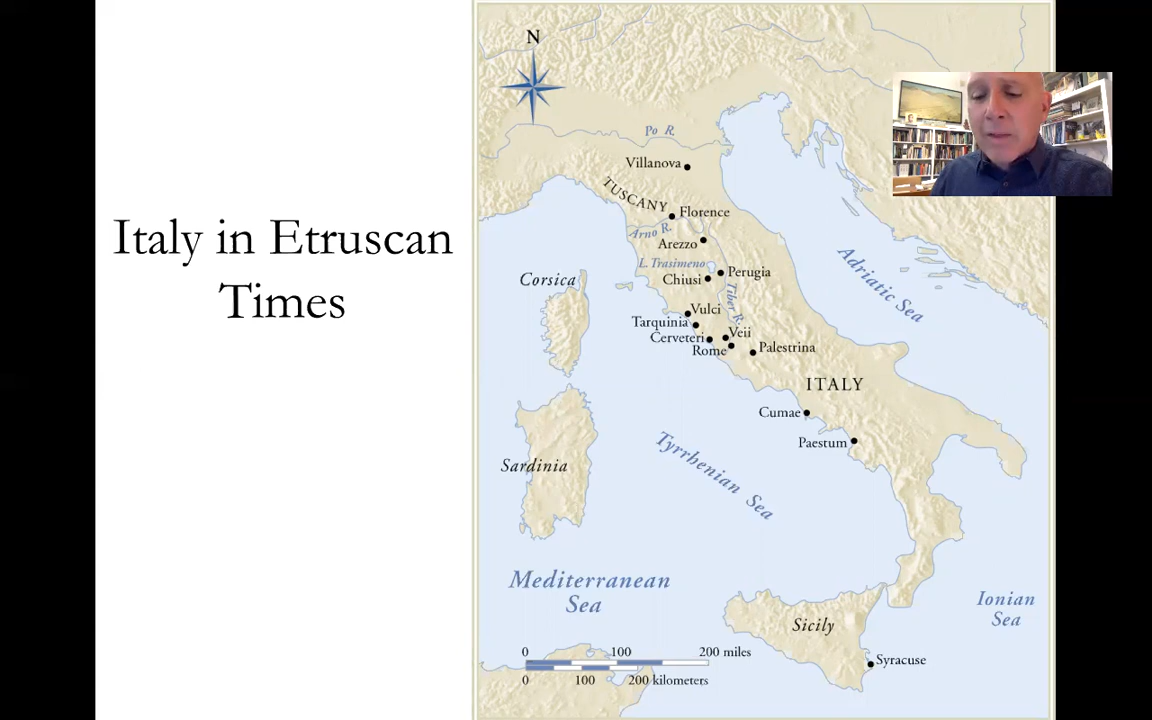 Italy in Etruscan
Times
N
Po R.
Villanova
TUSCANY
Florence
Arno R.
Arezzo
L. Trasimeno
Perugia
Chiusi
Tiber R.
Adriatic Sea
Corsica
Vulci
Tarquinia
Veii
Cerveteri
Rome
Palestrina
ITALY
Cumae
Paestum
Tyrrhenian Sea
Sardinia
Mediterranean
Sea
Ionian
Sea
Sicily
Syracuse
0 100 200 miles
0 100 200 kilometers